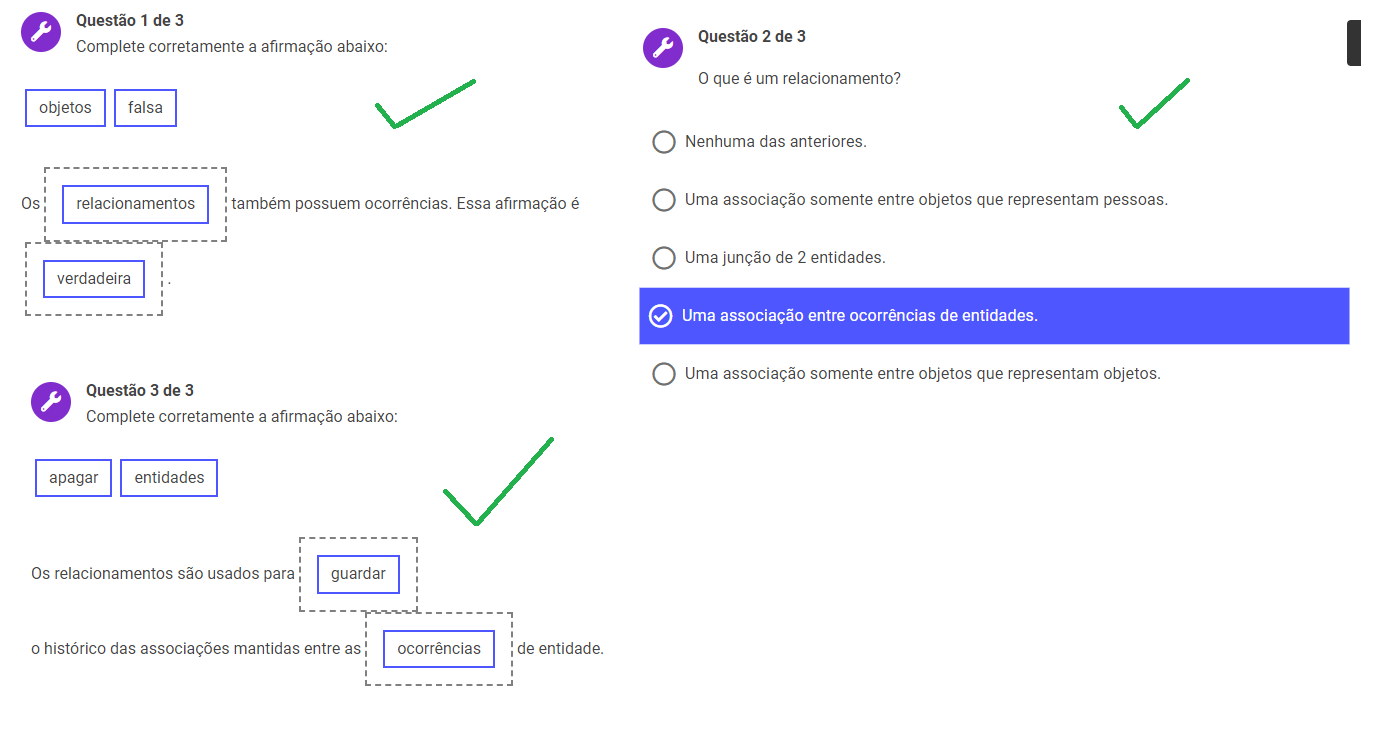 Questão 1 de 3
Complete corretamente a afirmação abaixo:
objetos falsa
Os relacionamentos também possuem ocorrências. Essa afirmação é
verdadeira .
Questão 2 de 3
O que é um relacionamento?
Nenhuma das anteriores.
Uma associação somente entre objetos que representam pessoas.
Uma junção de 2 entidades.
Uma associação entre ocorrências de entidades.
Uma associação somente entre objetos que representam objetos.
Questão 3 de 3
Complete corretamente a afirmação abaixo:
apagar entidades
Os relacionamentos são usados para guardar
o histórico das associações mantidas entre as ocorrências de entidade.